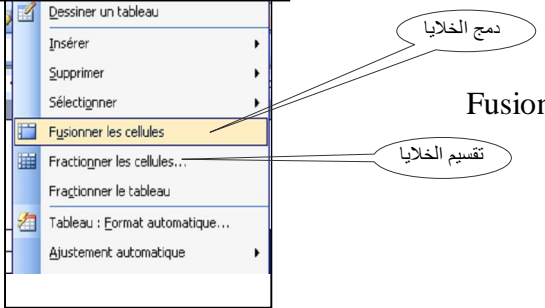 Dessiner un tableau
Insérer
Supprimer
Sélectionner
Fusionner les cellules
Fractionner les cellules...
Fractionner le tableau
Tableau : Format automatique...
Ajustement automatique
دمج الخلايا
Fusion
تقسيم الخلايا